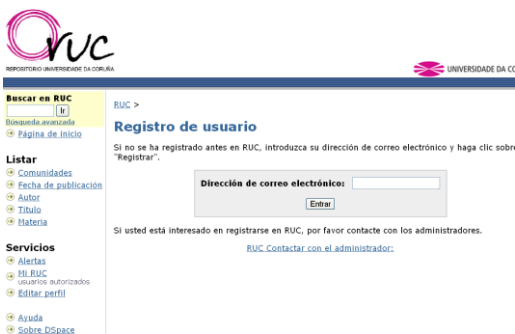 RUC
REPOSITORIO UNIVERSIDADE DA CORUÑA
UNIVERSIDADE DA CO
Buscar en RUC
Ir
Búsqueda avanzada
Página de inicio
Listar
Comunidades
Fecha de publicación
Autor
Título
Materia
Servicios
Alertas
Mi RUC
usuarios autorizados
Editar perfil
Ayuda
Sobre DSpace
RUC >
Registro de usuario
Si no se ha registrado antes en RUC, introduzca su dirección de correo electrónico y haga clic sobre
"Registrar".
Dirección de correo electrónico:
Entrar
Si usted está interesado en registrarse en RUC, por favor contacte con los administradores.
RUC Contactar con el administrador: